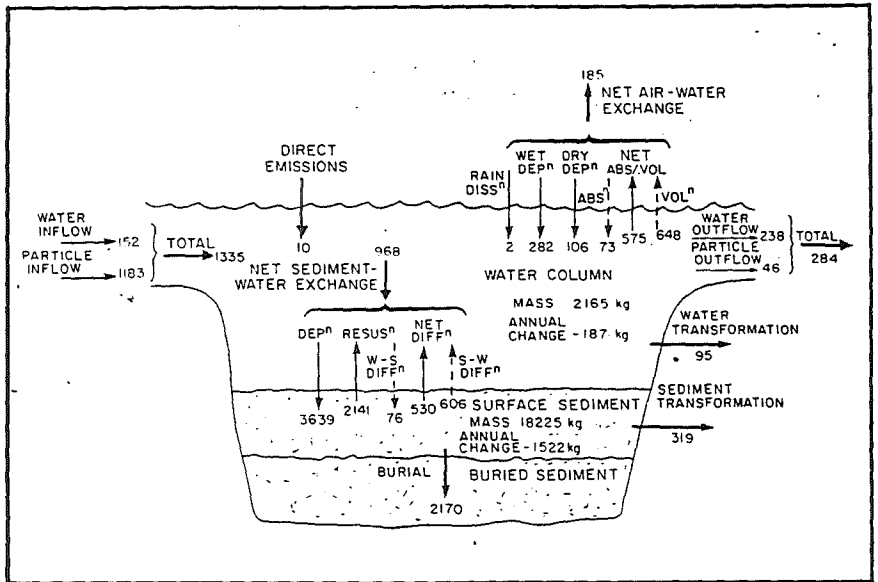 185
NET AIR-WATER
EXCHANGE
DIRECT
EMISSIONS
10
RAIN
DISSⁿ
WET
DEPⁿ
DRY
DEPⁿ
ABSⁿ
NET
ABS/VOLⁿ
VOLⁿ
2
282
106
73
575
648
WATER
INFLOW
152
PARTICLE
INFLOW
1183
TOTAL
1335
WATER
OUTFLOW
238
PARTICLE
OUTFLOW
46
TOTAL
284
968
NET SEDIMENT-
WATER EXCHANGE
WATER COLUMN
MASS 2165 kg
ANNUAL
CHANGE -187 kg
WATER
TRANSFORMATION
95
DEPⁿ
RESUSⁿ
W-S
DIFFⁿ
NET
DIFFⁿ
S-W
DIFFⁿ
3639
2141
76
530
606
SURFACE SEDIMENT
MASS 18225 kg
ANNUAL
CHANGE -1522 kg
SEDIMENT
TRANSFORMATION
319
BURIAL
BURIED SEDIMENT
2170